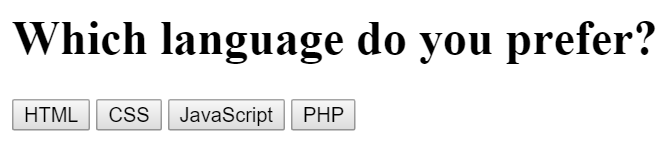 Which language do you prefer?
HTML CSS JavaScript PHP